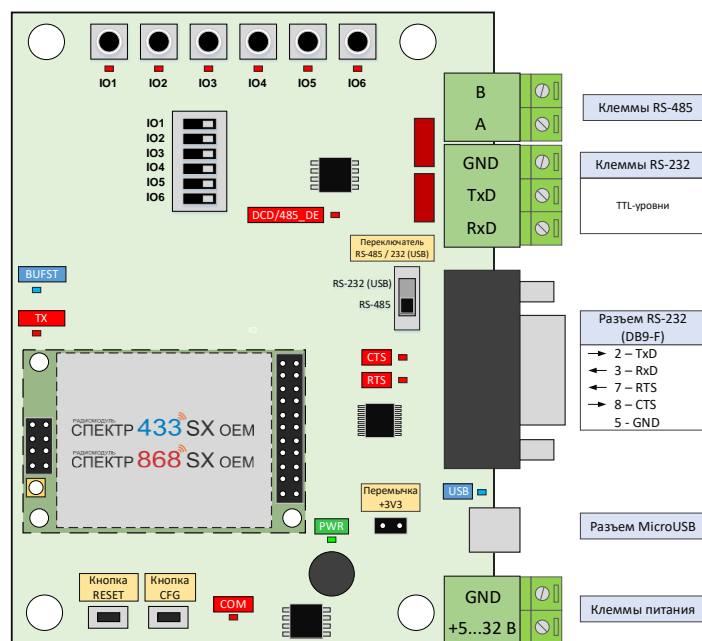 IO1 IO2 IO3 IO4 IO5 IO6
IO1
IO2
IO3
IO4
IO5
IO6
DCD/485_DE
B
A
Клеммы RS-485
GND
TxD
RxD
Клеммы RS-232
TTL-уровни
Переключатель
RS-485 / 232 (USB)
RS-232 (USB)
RS-485
BUFST
TX
IO
CTS
RTS
Разъем RS-232
(DB9-F)
2 – TxD
3 – RxD
7 – RTS
8 – CTS
5 - GND
РАДИОМОДУЛЬ
СПЕКТР 433 SX OEM
РАДИОМОДУЛЬ
СПЕКТР 868 SX OEM
Перемычка
+3V3
USB
PWR
Разъем MicroUSB
Кнопка
RESET
Кнопка
CFG
COM
GND
+5...32 В
Клеммы питания